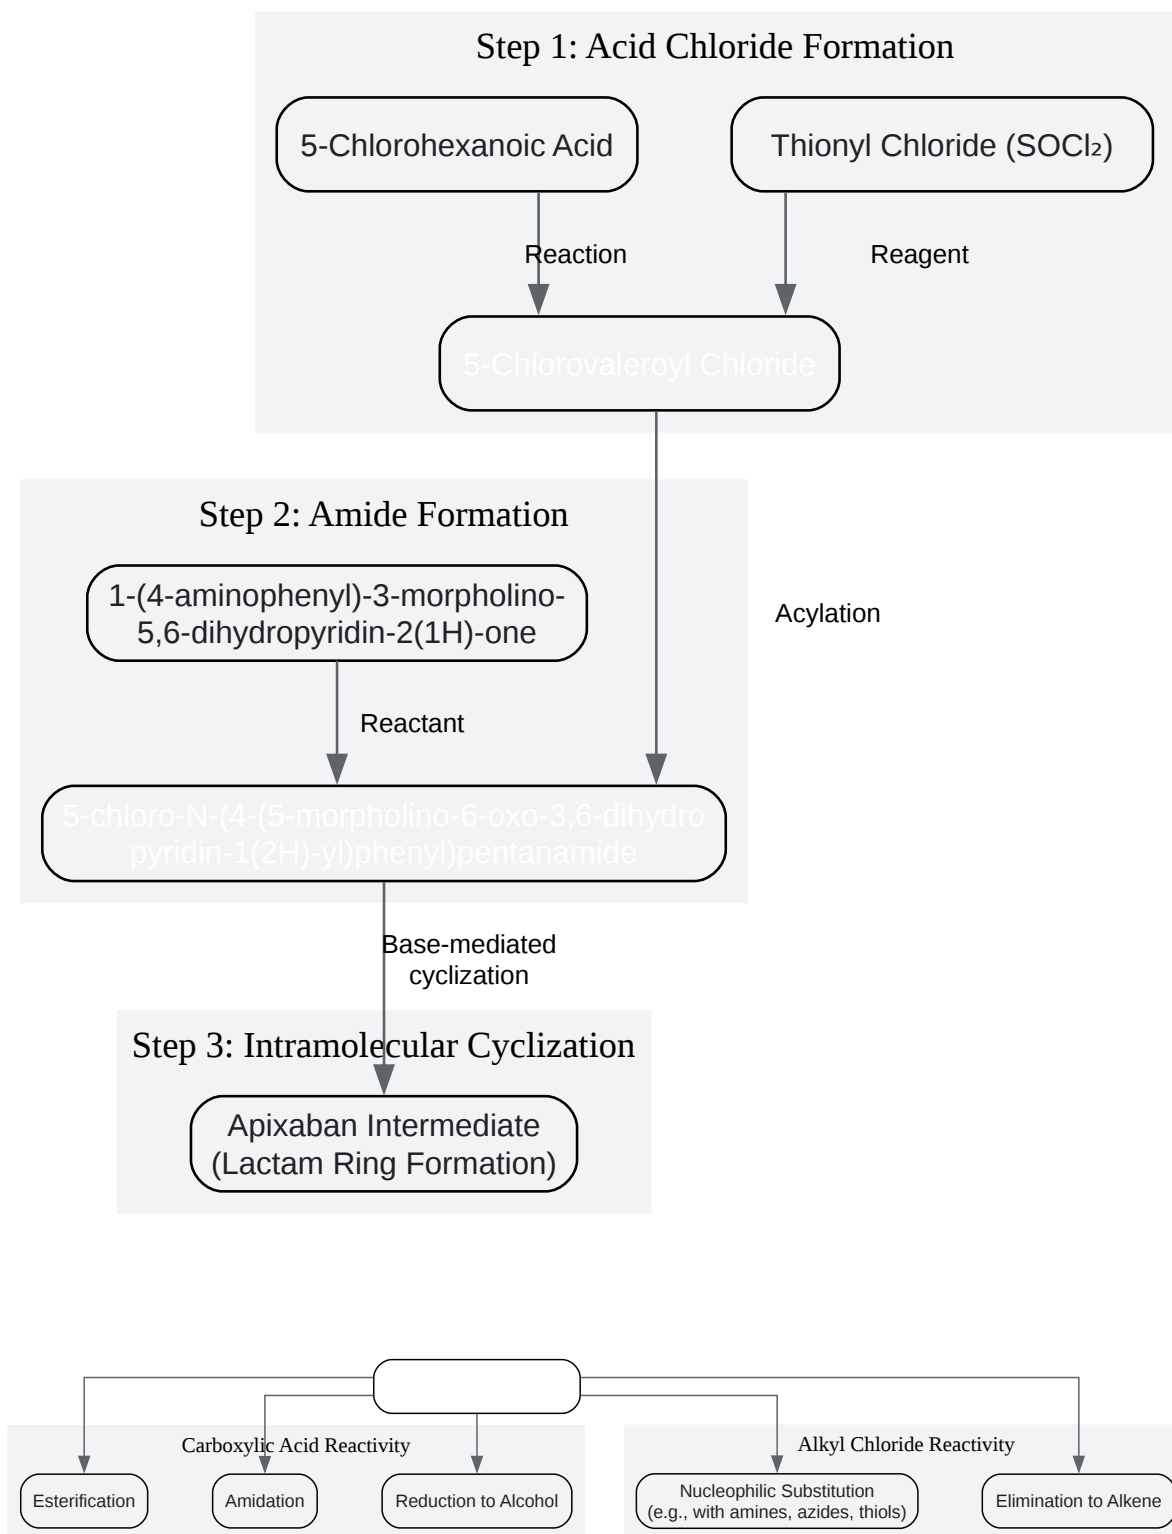 Step 1: Acid Chloride Formation
5-Chlorohexanoic Acid
Thionyl Chloride (SOCl₂)
Reaction
Reagent
5-Chlorovaleroyl Chloride
Step 2: Amide Formation
1-(4-aminophenyl)-3-morpholino-
5,6-dihydropyridin-2(1H)-one
Acylation
Reactant
5-chloro-N-(4-(5-morpholino-6-oxo-3,6-dihydro
pyridin-1(2H)-yl)phenyl)pentanamide
Base-mediated
cyclization
Step 3: Intramolecular Cyclization
Apixaban Intermediate
(Lactam Ring Formation)
Carboxylic Acid Reactivity
Alkyl Chloride Reactivity
Esterification
Amidation
Reduction to Alcohol
Nucleophilic Substitution
(e.g., with amines, azides, thiols)
Elimination to Alkene